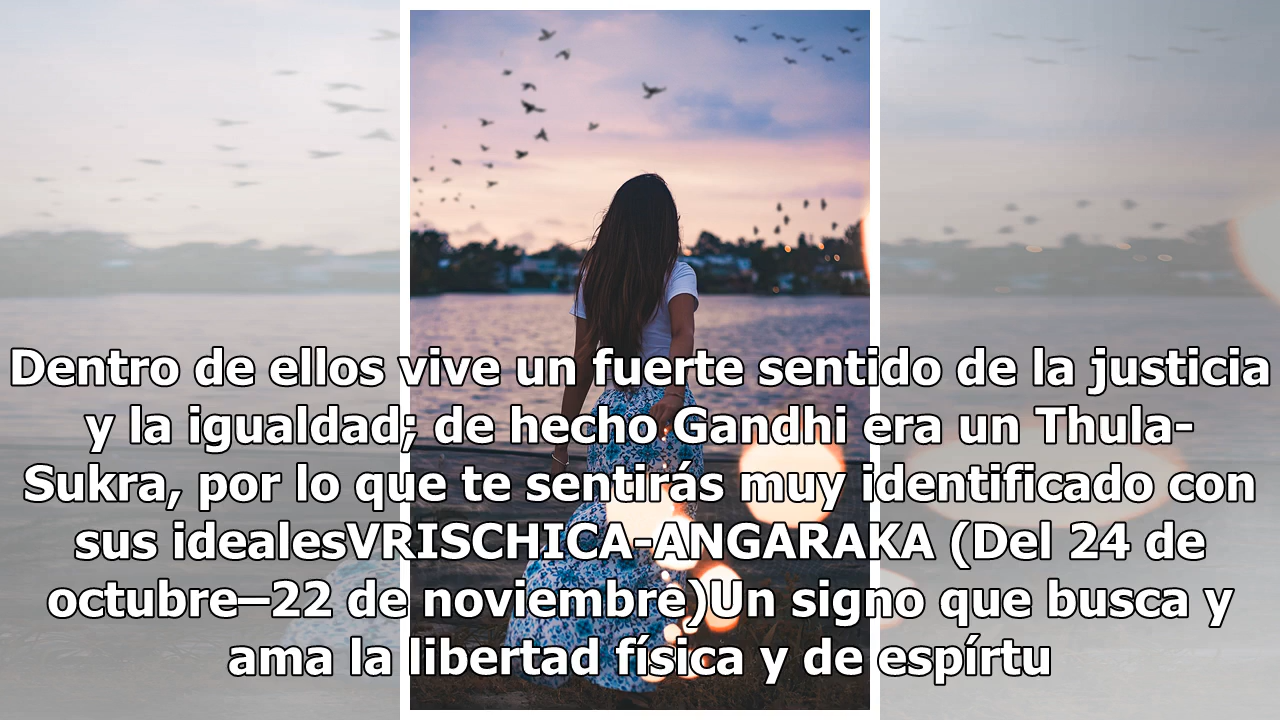 Dentro de ellos vive un fuerte sentido de la justicia
y la igualdad; de hecho Gandhi era un Thula-
Sukra, por lo que te sentirás muy identificado con
sus idealesVRISCHICA-ANGARAKA (Del 24 de
octubre—22 de noviembre)Un signo que busca y
ama la libertad física y de espírtu